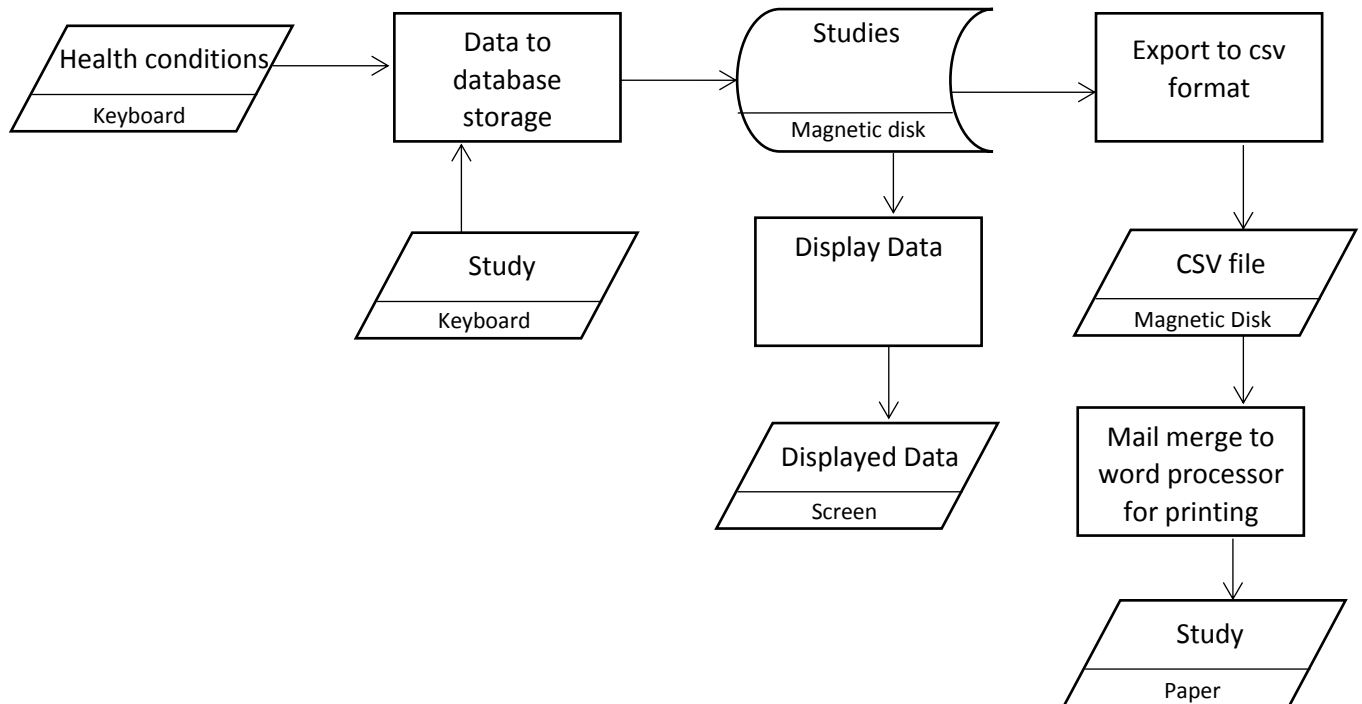 Health conditions
Keyboard
Data to
database
storage
Studies
Magnetic disk
Export to csv
format
Study
Keyboard
Display Data
CSV file
Magnetic Disk
Displayed Data
Screen
Mail merge to
word processor
for printing
Study
Paper